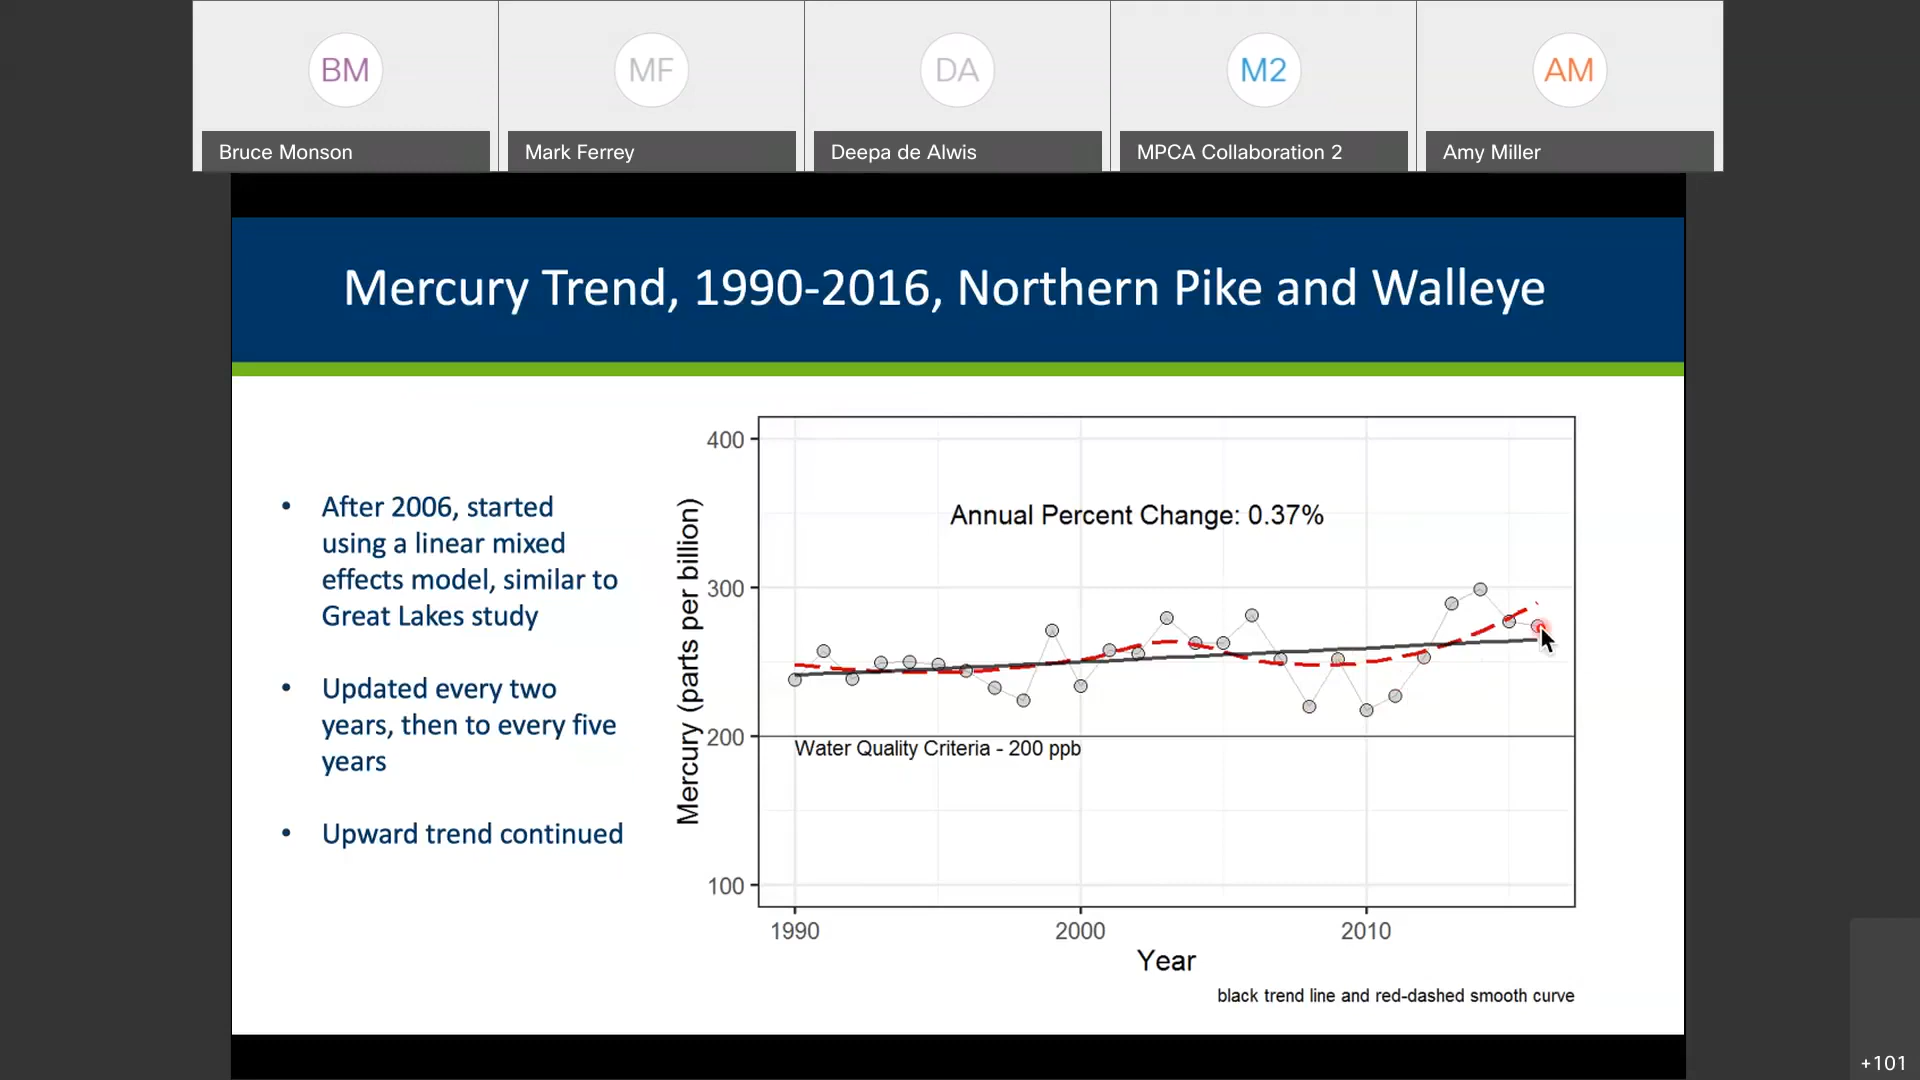 BM
MF
DA
M2
AM
Bruce Monson
Mark Ferrey
Deepa de Alwis
MPCA Collaboration 2
Amy Miller
Mercury Trend, 1990-2016, Northern Pike and Walleye
• After 2006, started
using a linear mixed
effects model, similar to
Great Lakes study
• Updated every two
years, then to every five
years
• Upward trend continued
Mercury (parts per billion)
400
300
200
100
Annual Percent Change: 0.37%
Water Quality Criteria - 200 ppb
1990
2000
2010
Year
black trend line and red-dashed smooth curve
+101